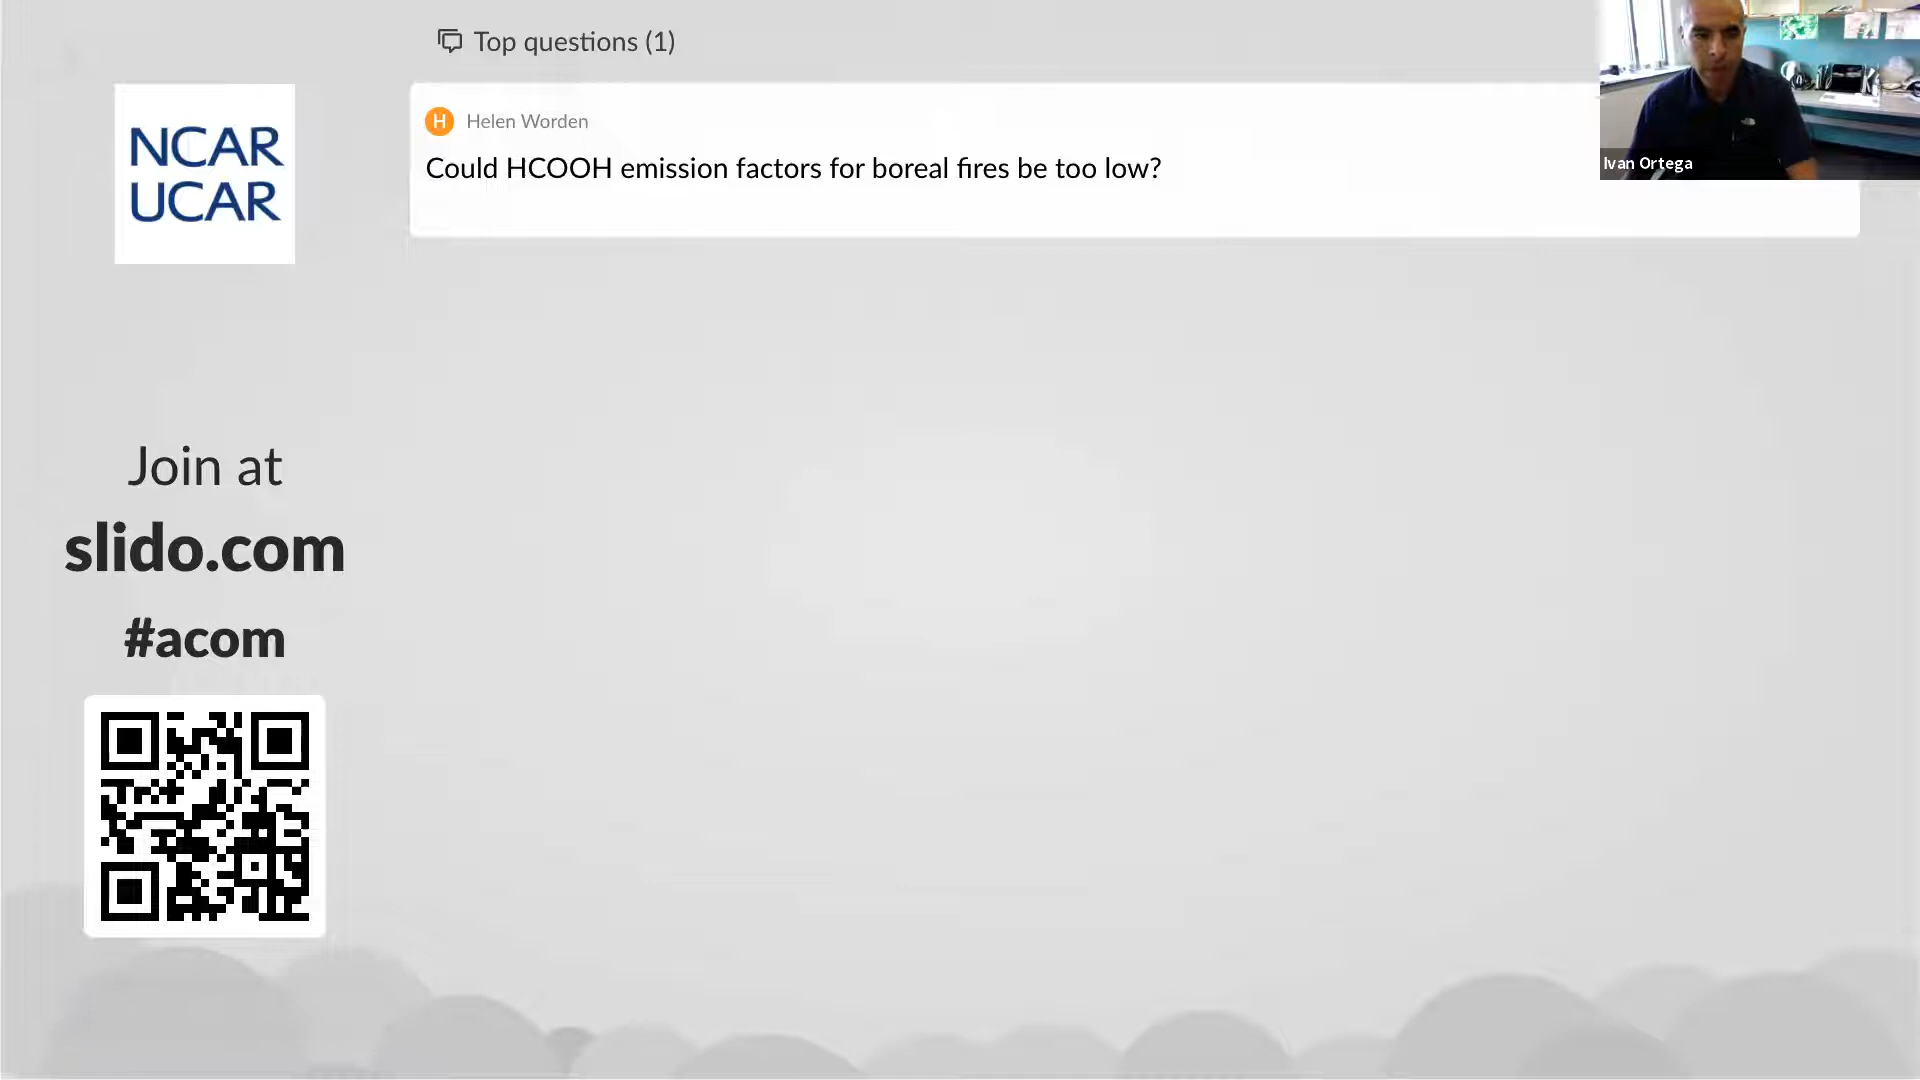 Top questions (1)
NCAR
UCAR
H Helen Worden
Could HCOOH emission factors for boreal fires be too low?
Ivan Ortega
Join at
slido.com
#acom